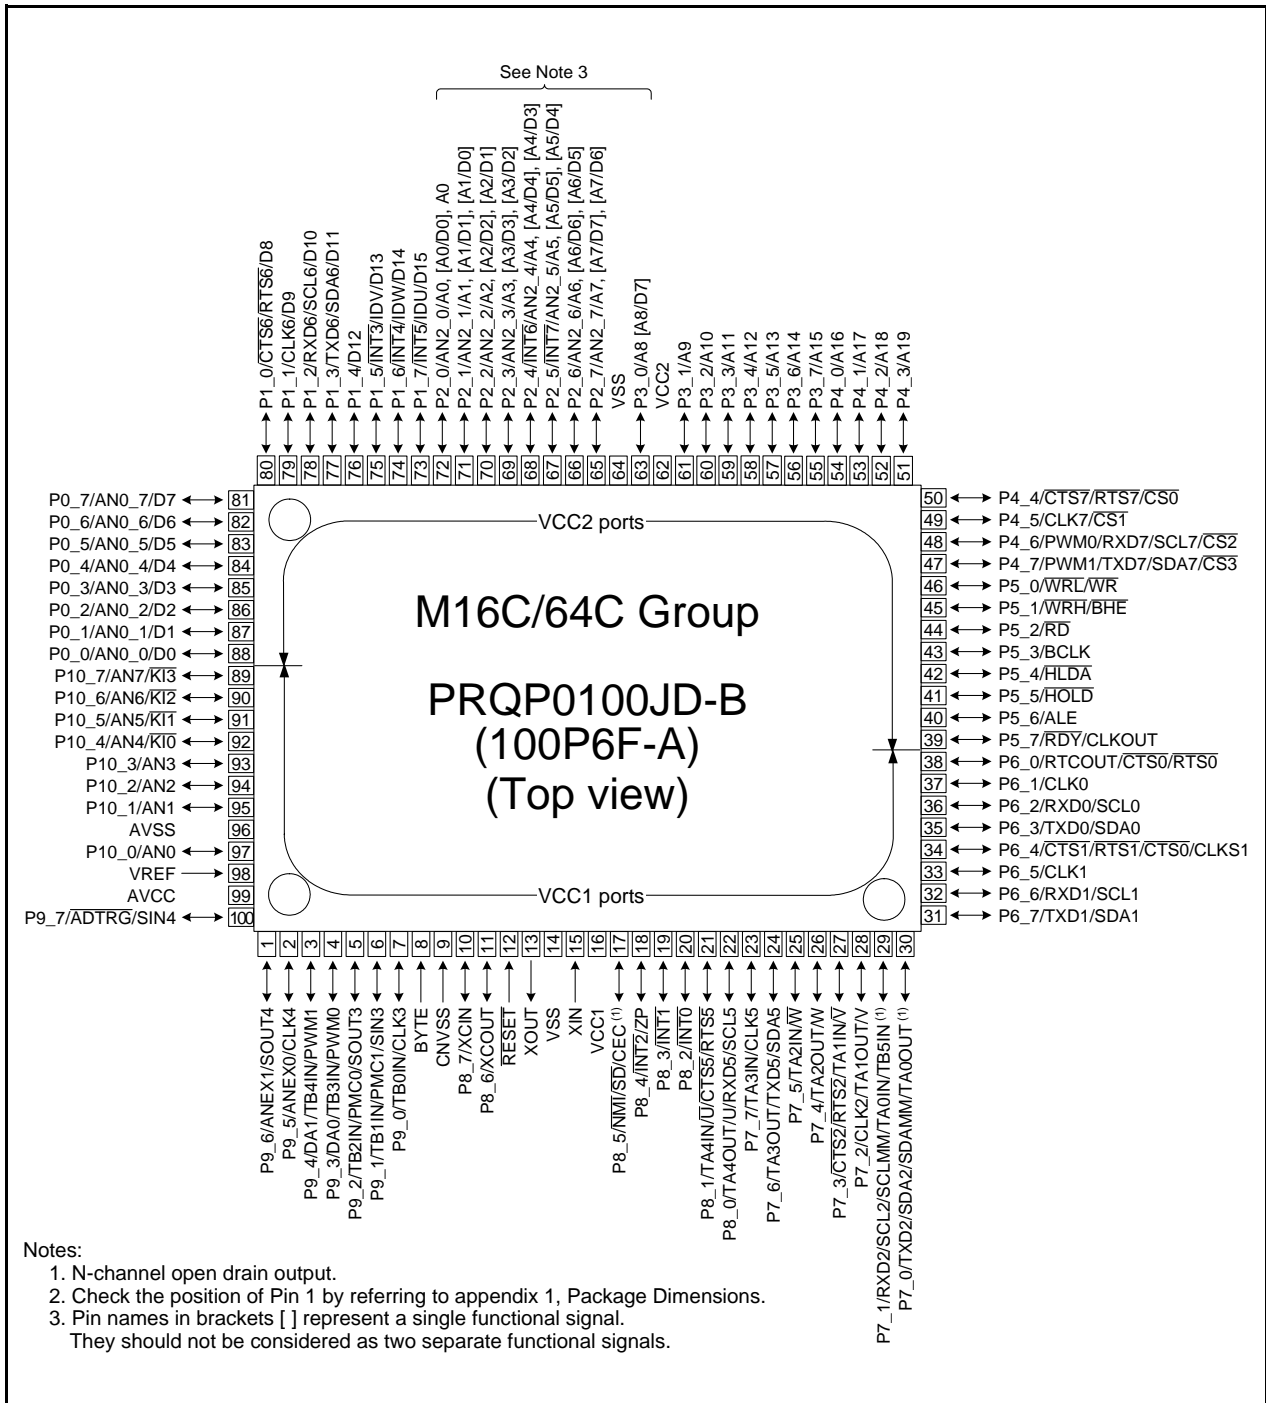 See Note 3
P1_0/CTS6/RTS6/D8
P1_1/CLK6/D9
P1_2/RXD6/SCL6/D10
P1_3/TXD6/SDA6/D11
P1_4/D12
P1_5/INT3/IDV/D13
P1_6/INT4/IDW/D14
P1_7/INT5/IDU/D15
P2_0/AN2_0/A0, [A0/D0], A0
P2_1/AN2_1/A1, [A1/D1], [A1/D0]
P2_2/AN2_2/A2, [A2/D2], [A2/D1]
P2_3/AN2_3/A3, [A3/D3], [A3/D2]
P2_4/INT6/AN2_4/A4, [A4/D4], [A4/D3]
P2_5/INT7/AN2_5/A5, [A5/D5], [A5/D4]
P2_6/AN2_6/A6, [A6/D6], [A6/D5]
P2_7/AN2_7/A7, [A7/D7], [A7/D6]
VSS
P3_0/A8 [A8/D7]
VCC2
P3_1/A9
P3_2/A10
P3_3/A11
P3_4/A12
P3_5/A13
P3_6/A14
P3_7/A15
P4_0/A16
P4_1/A17
P4_2/A18
P4_3/A19
80 79 78 77 76 75 74 73 72 71 70 69 68 67 66 65 64 63 62 61 60 59 58 57 56 55 54 53 52 51
P0_7/AN0_7/D7 81
P0_6/AN0_6/D6 82
P0_5/AN0_5/D5 83
P0_4/AN0_4/D4 84
P0_3/AN0_3/D3 85
P0_2/AN0_2/D2 86
P0_1/AN0_1/D1 87
P0_0/AN0_0/D0 88
P10_7/AN7/KI3 89
P10_6/AN6/KI2 90
P10_5/AN5/KI1 91
P10_4/AN4/KI0 92
P10_3/AN3 93
P10_2/AN2 94
P10_1/AN1 95
AVSS 96
P10_0/AN0 97
VREF 98
AVCC 99
P9_7/ADTRG/SIN4 100
VCC2 ports
M16C/64C Group
PRQP0100JD-B
(100P6F-A)
(Top view)
VCC1 ports
50 P4_4/CTS7/RTS7/CS0
49 P4_5/CLK7/CS1
48 P4_6/PWM0/RXD7/SCL7/CS2
47 P4_7/PWM1/TXD7/SDA7/CS3
46 P5_0/WRL/WR
45 P5_1/WRH/BHE
44 P5_2/RD
43 P5_3/BCLK
42 P5_4/HLDA
41 P5_5/HOLD
40 P5_6/ALE
39 P5_7/RDY/CLKOUT
38 P6_0/RTCOUT/CTS0/RTS0
37 P6_1/CLK0
36 P6_2/RXD0/SCL0
35 P6_3/TXD0/SDA0
34 P6_4/CTS1/RTS1/CTS0/CLKS1
33 P6_5/CLK1
32 P6_6/RXD1/SCL1
31 P6_7/TXD1/SDA1
1 2 3 4 5 6 7 8 9 10 11 12 13 14 15 16 17 18 19 20 21 22 23 24 25 26 27 28 29 30
P9_6/ANEX1/SOUT4
P9_5/ANEX0/CLK4
P9_4/DA1/TB4IN/PWM1
P9_3/DA0/TB3IN/PWM0
P9_2/TB2IN/PMC0/SOUT3
P9_1/TB1IN/PMC1/SIN3
P9_0/TB0IN/CLK3
BYTE
CNVSS
P8_7/XCIN
P8_6/XCOUT
RESET
XOUT
VSS
XIN
VCC1
P8_5/NMI/SD/CEC (1)
P8_4/INT2/ZP
P8_3/INT1
P8_2/INT0
P8_1/TA4IN/U/CTS5/RTS5
P8_0/TA4OUT/U/RXD5/SCL5
P7_7/TA3IN/CLK5
P7_6/TA3OUT/TXD5/SDA5
P7_5/TA2IN/W
P7_4/TA2OUT/W
P7_3/CTS2/RTS2/TA1IN/V
P7_2/CLK2/TA1OUT/V
P7_1/RXD2/SCL2/SCLMM/TA0IN/TB5IN (1)
P7_0/TXD2/SDA2/SDAMM/TA0OUT (1)
Notes:
1. N-channel open drain output.
2. Check the position of Pin 1 by referring to appendix 1, Package Dimensions.
3. Pin names in brackets [ ] represent a single functional signal.
They should not be considered as two separate functional signals.